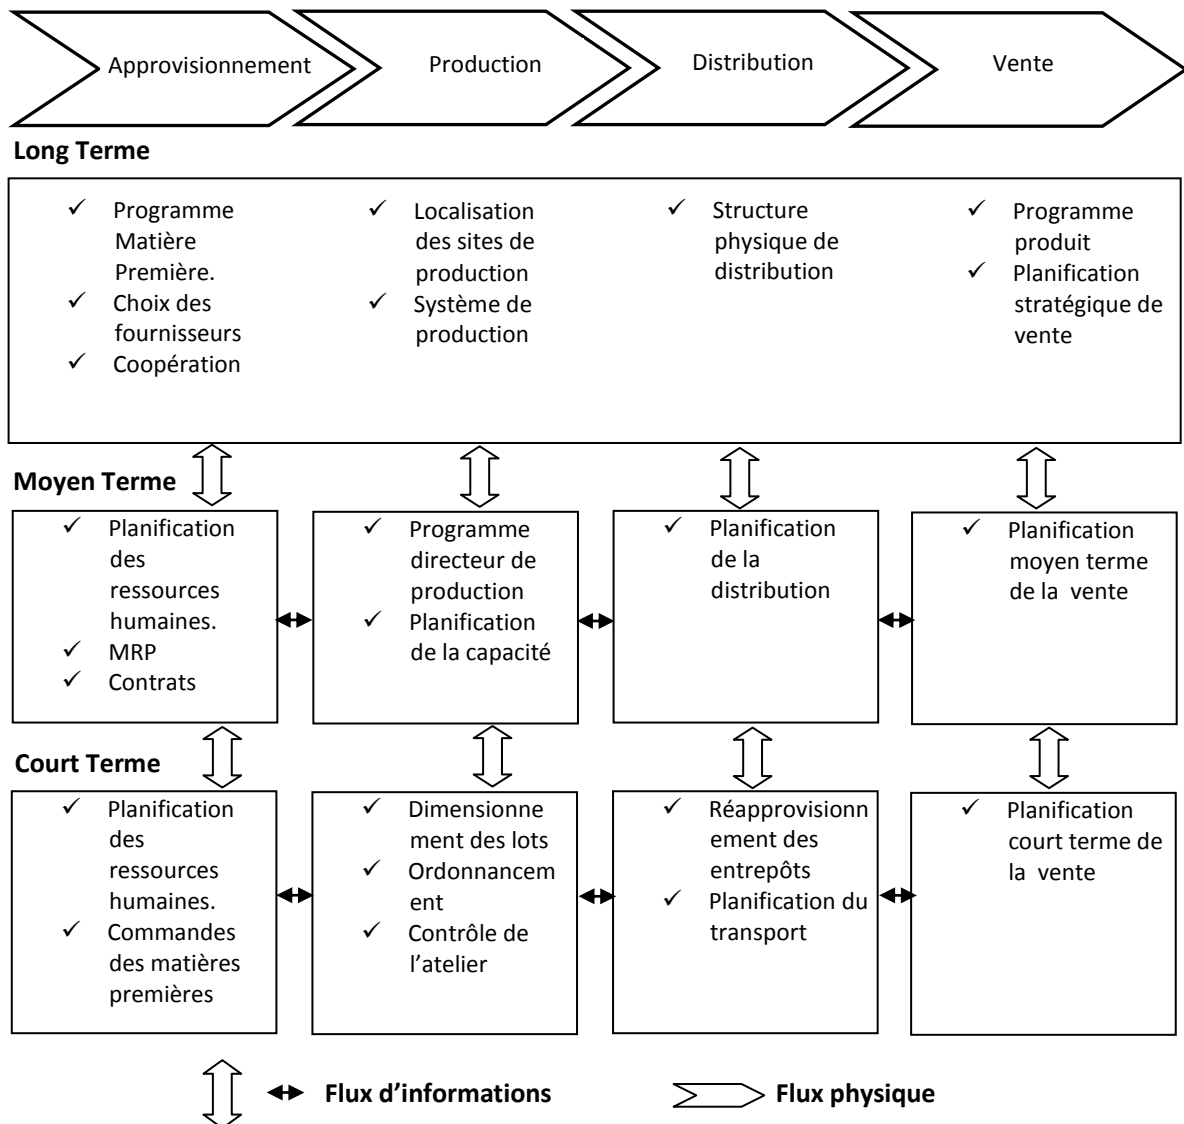 Approvisionnement
Production
Distribution
Vente
Long Terme
✓ Programme
Matière
Première.
✓ Choix des
fournisseurs
✓ Coopération
✓ Localisation
des sites de
production
✓ Système de
production
✓ Structure
physique de
distribution
✓ Programme
produit
✓ Planification
stratégique de
vente
Moyen Terme
✓ Planification
des
ressources
humaines.
✓ MRP
✓ Contrats
✓ Programme
directeur de
production
✓ Planification
de la capacité
✓ Planification
de la
distribution
✓ Planification
moyen terme
de la vente
Court Terme
✓ Planification
des
ressources
humaines.
✓ Commandes
des matières
premières
✓ Dimensionne
ment des lots
✓ Ordonnancem
ent
✓ Contrôle de
l’atelier
✓ Réapprovisionn
ement des
entrepôts
✓ Planification du
transport
✓ Planification
court terme de
la vente
Flux d’informations
Flux physique